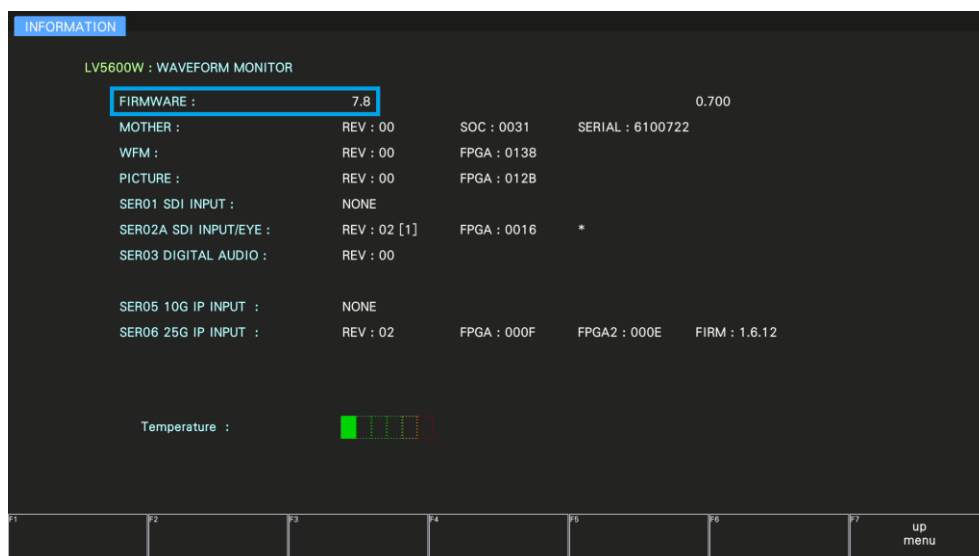 INFORMATION
LV5600W : WAVEFORM MONITOR
FIRMWARE : 7.8 0.700
MOTHER : REV : 00 SOC : 0031 SERIAL : 6100722
WFM : REV : 00 FPGA : 0138
PICTURE : REV : 00 FPGA : 012B
SER01 SDI INPUT : NONE
SER02A SDI INPUT/EYE : REV : 02 [1] FPGA : 0016 *
SER03 DIGITAL AUDIO : REV : 00
SER05 10G IP INPUT : NONE
SER06 25G IP INPUT : REV : 02 FPGA : 000F FPGA2 : 000E FIRM : 1.6.12
Temperature :
F1 F2 F3 F4 F5 F6 F7 up
menu